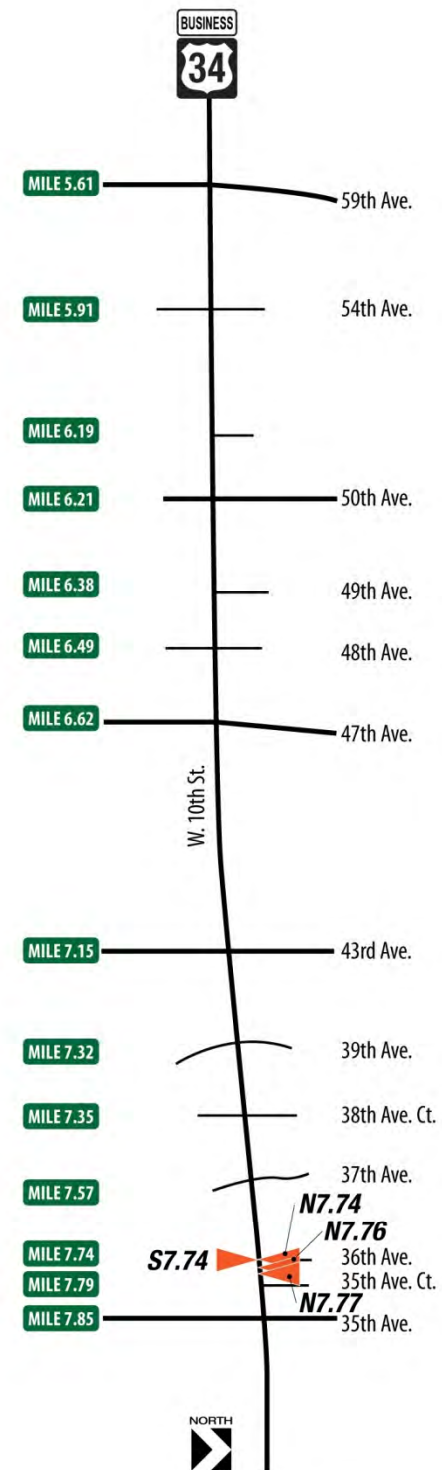 BUSINESS
34
MILE 5.61
59th Ave.
MILE 5.91
54th Ave.
MILE 6.19
MILE 6.21
50th Ave.
MILE 6.38
49th Ave.
MILE 6.49
48th Ave.
MILE 6.62
47th Ave.
W. 10th St.
MILE 7.15
43rd Ave.
MILE 7.32
39th Ave.
MILE 7.35
38th Ave. Ct.
MILE 7.57
37th Ave.
N7.74
N7.76
MILE 7.74
S7.74
36th Ave.
MILE 7.79
35th Ave. Ct.
N7.77
MILE 7.85
35th Ave.
NORTH